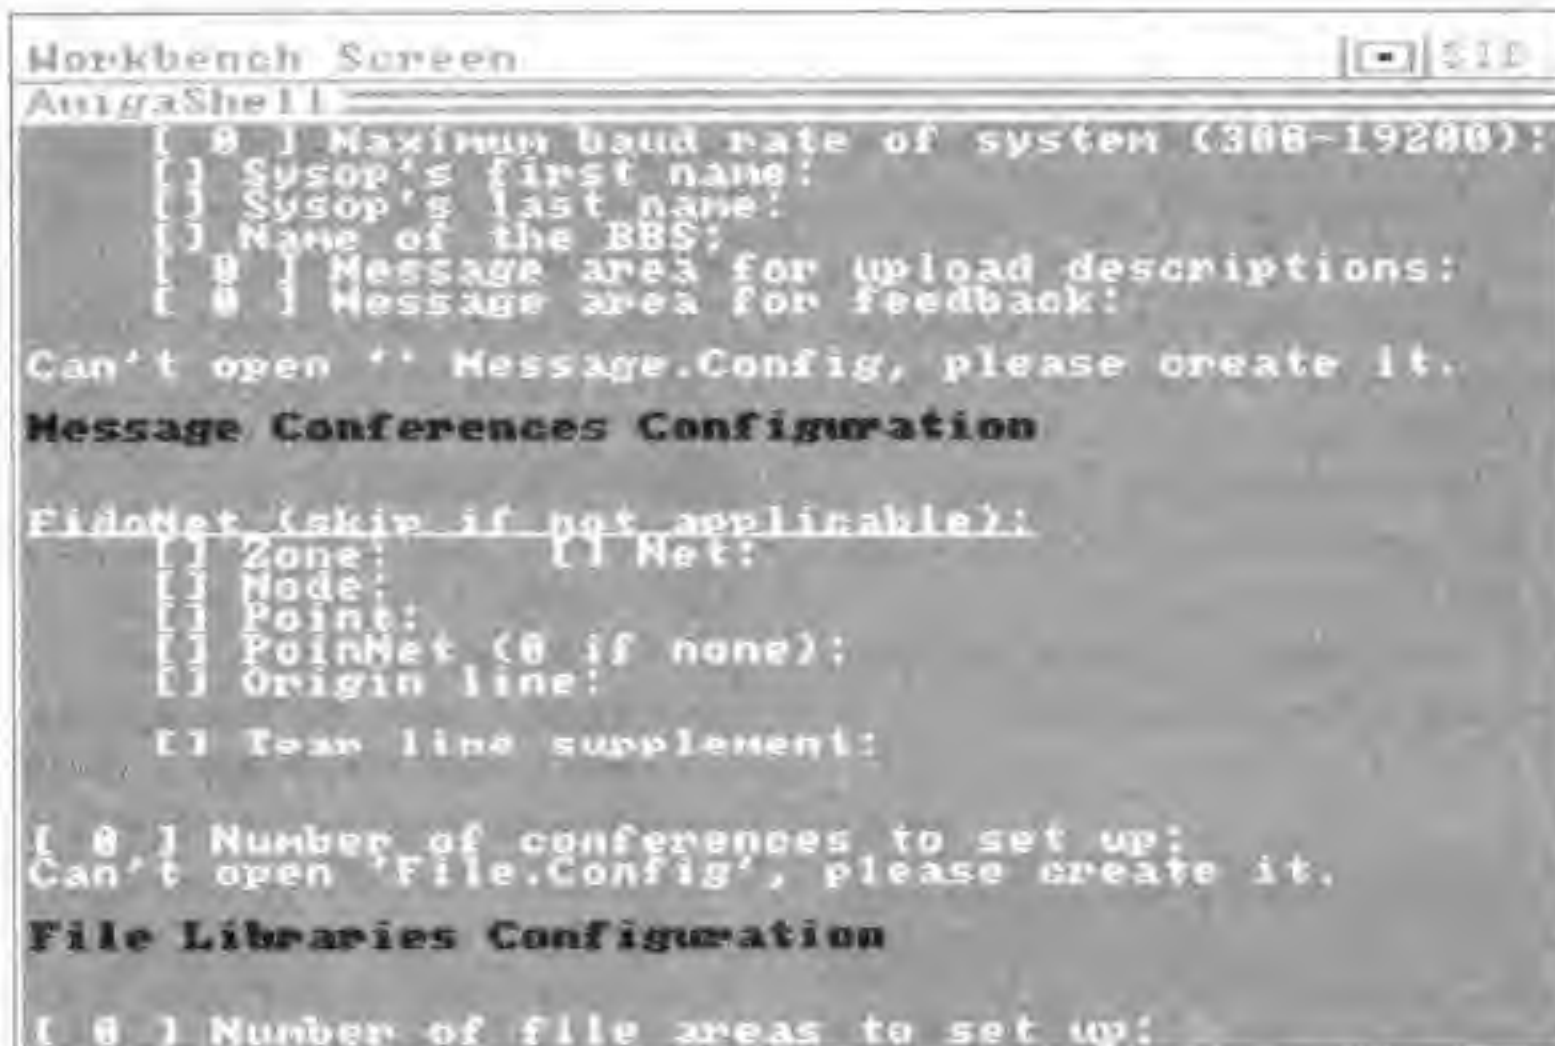 Workbench Screen
SID
AmigaShell
[ 0 ] Maximum baud rate of system (300-19200):
[] Sysop's first name:
[] Sysop's last name:
[] Name of the BBS:
[ 0 ] Message area for upload descriptions:
[ 0 ] Message area for feedback:
Can't open '' Message.Config, please create it.
Message Conferences Configuration
FidoNet (skip if not applicable):
[] Zone: [] Net:
[] Node:
[] Point:
[] PoinNet (0 if none):
[] Origin line:
[] Tear line supplement:
[ 0 ] Number of conferences to set up:
Can't open 'File.Config', please create it.
File Libraries Configuration
[ 0 ] Number of file areas to set up: